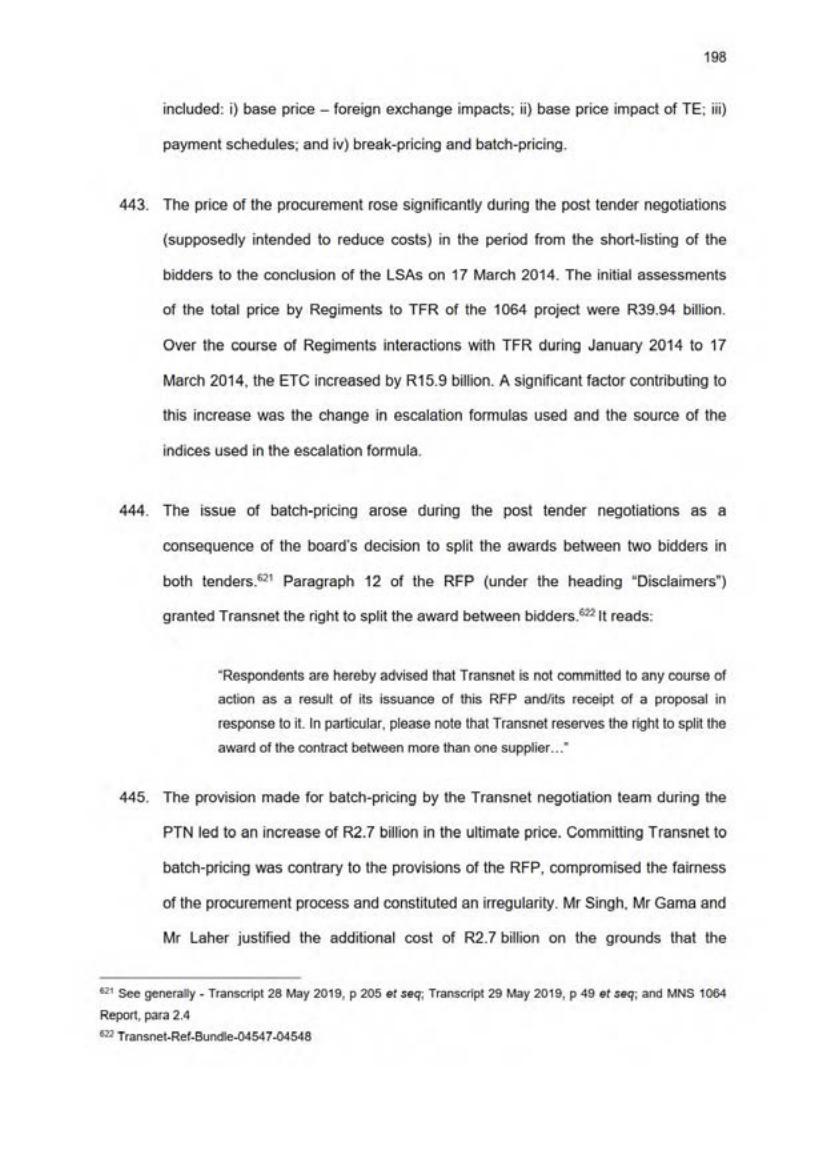 198
included: i) base price – foreign exchange impacts; ii) base price impact of TE; iii)
payment schedules; and iv) break-pricing and batch-pricing.
443. The price of the procurement rose significantly during the post tender negotiations
(supposedly intended to reduce costs) in the period from the short-listing of the
bidders to the conclusion of the LSAs on 17 March 2014. The initial assessments
of the total price by Regiments to TFR of the 1064 project were R39.94 billion.
Over the course of Regiments interactions with TFR during January 2014 to 17
March 2014, the ETC increased by R15.9 billion. A significant factor contributing to
this increase was the change in escalation formulas used and the source of the
indices used in the escalation formula.
444. The issue of batch-pricing arose during the post tender negotiations as a
consequence of the board's decision to split the awards between two bidders in
both tenders.621 Paragraph 12 of the RFP (under the heading “Disclaimers”)
granted Transnet the right to split the award between bidders.622 It reads:
“Respondents are hereby advised that Transnet is not committed to any course of
action as a result of its issuance of this RFP and/its receipt of a proposal in
response to it. In particular, please note that Transnet reserves the right to split the
award of the contract between more than one supplier…”
445. The provision made for batch-pricing by the Transnet negotiation team during the
PTN led to an increase of R2.7 billion in the ultimate price. Committing Transnet to
batch-pricing was contrary to the provisions of the RFP, compromised the fairness
of the procurement process and constituted an irregularity. Mr Singh, Mr Gama and
Mr Laher justified the additional cost of R2.7 billion on the grounds that the
621 See generally - Transcript 28 May 2019, p 205 et seq; Transcript 29 May 2019, p 49 et seq; and MNS 1064
Report, para 2.4
622 Transnet-Ref-Bundle-04547-04548